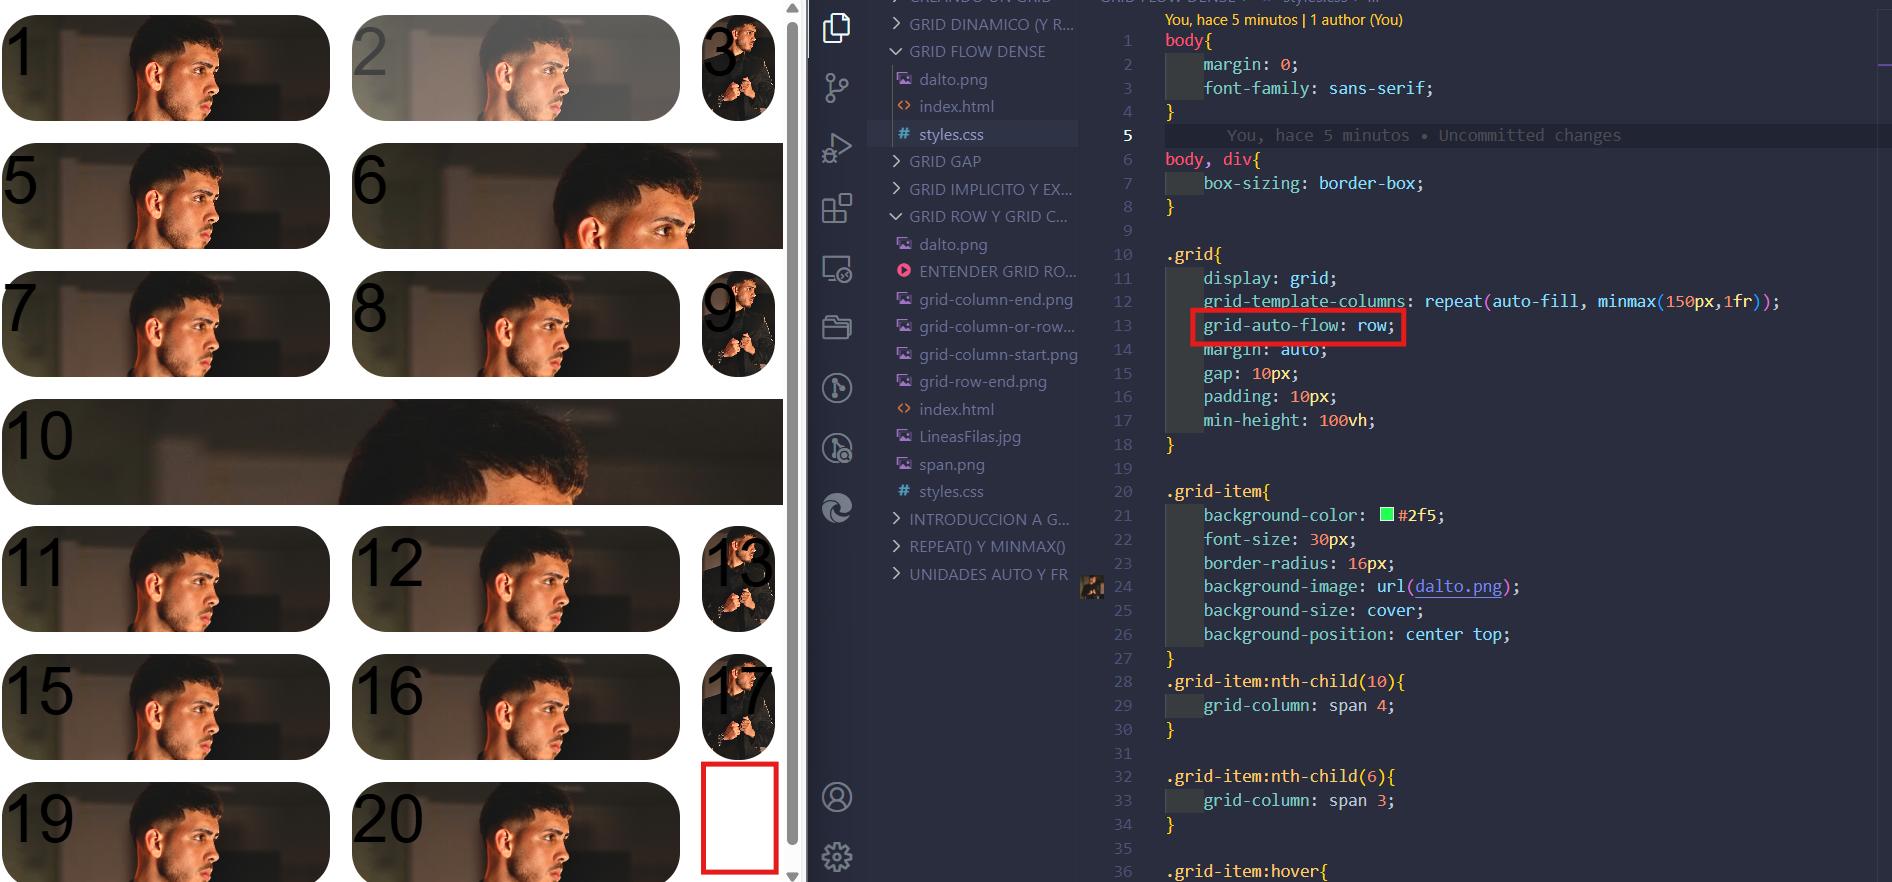 1
2
3
5
6
7
8
9
10
11
12
13
15
16
17
19
20
GRID DINAMICO (Y R...
GRID FLOW DENSE
dalto.png
index.html
# styles.css
GRID GAP
GRID IMPLICITO Y EX...
GRID ROW Y GRID C...
dalto.png
ENTENDER GRID RO...
grid-column-end.png
grid-column-or-row...
grid-column-start.png
grid-row-end.png
index.html
LineasFilas.jpg
span.png
# styles.css
INTRODUCCION A G...
REPEAT() Y MINMAX()
UNIDADES AUTO Y FR
You, hace 5 minutos | 1 author (You)
1 body{
2 margin: 0;
3 font-family: sans-serif;
4 }
5 You, hace 5 minutos • Uncommitted changes
6 body, div{
7 box-sizing: border-box;
8 }
9
10 .grid{
11 display: grid;
12 grid-template-columns: repeat(auto-fill, minmax(150px,1fr));
13 grid-auto-flow: row;
14 margin: auto;
15 gap: 10px;
16 padding: 10px;
17 min-height: 100vh;
18 }
19
20 .grid-item{
21 background-color: #2f5;
22 font-size: 30px;
23 border-radius: 16px;
24 background-image: url(dalto.png);
25 background-size: cover;
26 background-position: center top;
27 }
28 .grid-item:nth-child(10){
29 grid-column: span 4;
30 }
31
32 .grid-item:nth-child(6){
33 grid-column: span 3;
34 }
35
36 .grid-item:hover{